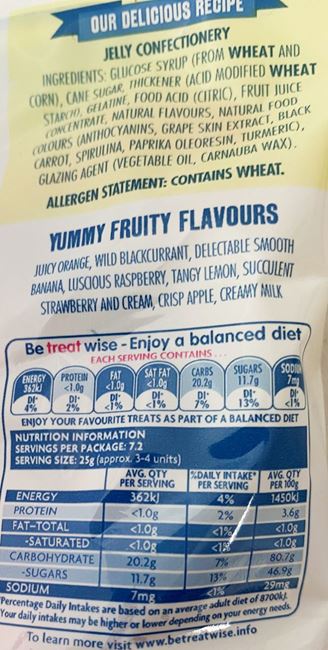 OUR DELICIOUS RECIPE
JELLY CONFECTIONERY
INGREDIENTS: GLUCOSE SYRUP (FROM WHEAT AND
CORN), CANE SUGAR, THICKENER (ACID MODIFIED WHEAT
STARCH), GELATINE, FOOD ACID (CITRIC), FRUIT JUICE
CONCENTRATE, NATURAL FLAVOURS, NATURAL FOOD
COLOURS (ANTHOCYANINS, GRAPE SKIN EXTRACT, BLACK
CARROT, SPIRULINA, PAPRIKA OLEORESIN, TURMERIC),
GLAZING AGENT (VEGETABLE OIL, CARNAUBA WAX).
ALLERGEN STATEMENT: CONTAINS WHEAT.
YUMMY FRUITY FLAVOURS
JUICY ORANGE, WILD BLACKCURRANT, DELECTABLE SMOOTH
BANANA, LUSCIOUS RASPBERRY, TANGY LEMON, SUCCULENT
STRAWBERRY AND CREAM, CRISP APPLE, CREAMY MILK
Be treat wise - Enjoy a balanced diet
EACH SERVING CONTAINS...
ENERGY PROTEIN FAT SAT FAT CARBS SUGARS SODIUM
362kJ <1.0g <1.0g <1.0g 20.2g 11.7g 7mg
DI* DI* DI* DI* DI* DI* DI*
4% 2% <1% <1% 7% 13% <1%
ENJOY YOUR FAVOURITE TREATS AS PART OF A BALANCED DIET
NUTRITION INFORMATION
SERVINGS PER PACKAGE: 7.2
SERVING SIZE: 25g (approx. 3-4 units)
AVG. QTY %DAILY INTAKE* AVG. QTY
PER SERVING PER SERVING PER 100g
ENERGY 362kJ 4% 1450kJ
PROTEIN <1.0g 2% 3.6g
FAT-TOTAL <1.0g <1% <1.0g
-SATURATED <1.0g <1% <1.0g
CARBOHYDRATE 20.2g 7% 80.7g
-SUGARS 11.7g 13% 46.9g
SODIUM 7mg <1% 29mg
*Percentage Daily Intakes are based on an average adult diet of 8700kJ.
Your daily intakes may be higher or lower depending on your energy needs.
To learn more visit www.betreatwise.info